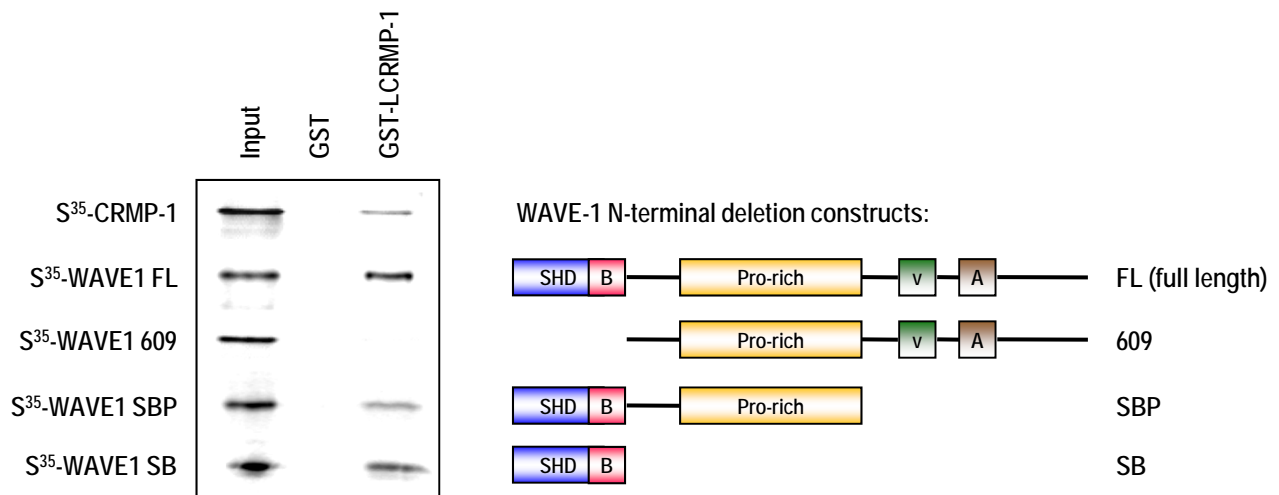 Input
GST
GST-LCRMP-1
S³⁵-CRMP-1
S³⁵-WAVE1 FL
S³⁵-WAVE1 609
S³⁵-WAVE1 SBP
S³⁵-WAVE1 SB
WAVE-1 N-terminal deletion constructs:
SHD B Pro-rich v A FL (full length)
Pro-rich v A 609
SHD B Pro-rich SBP
SHD B SB